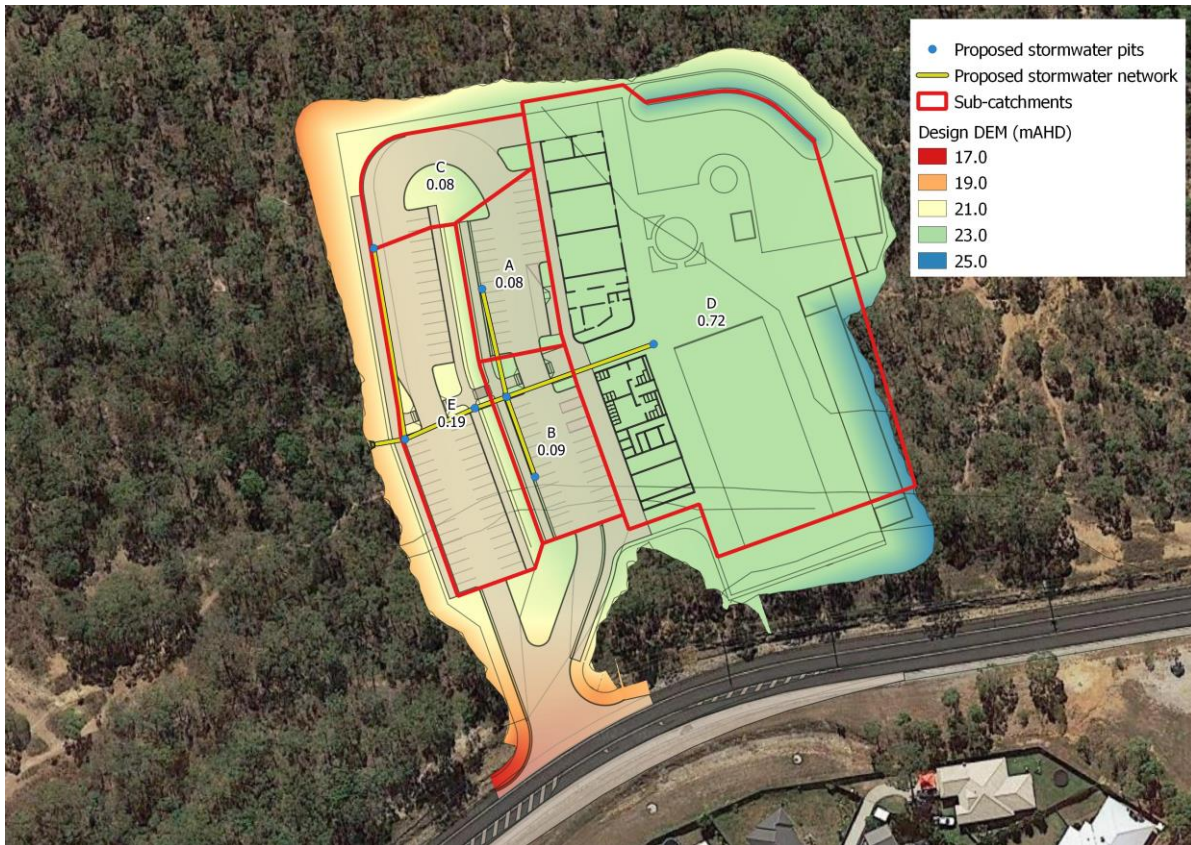 Proposed stormwater pits
Proposed stormwater network
Sub-catchments
Design DEM (mAHD)
17.0
19.0
21.0
23.0
25.0
C
0.08
A
0.08
D
0.72
E
0.19
B
0.09